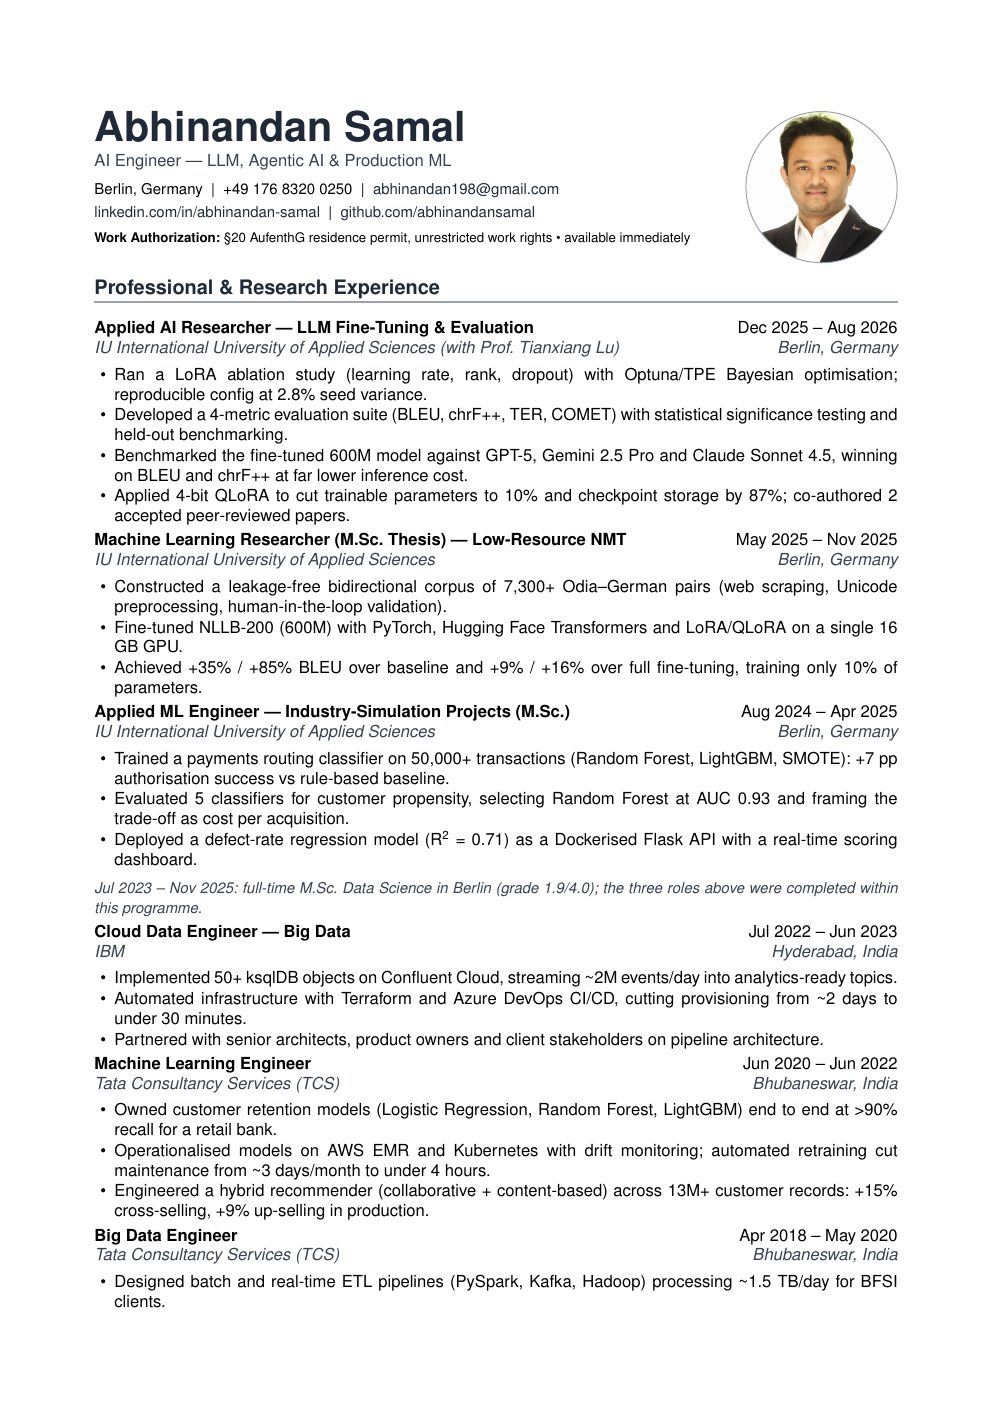 Abhinandan Samal
AI Engineer — LLM, Agentic AI & Production ML
Berlin, Germany | +49 176 8320 0250 | abhinandan198@gmail.com
linkedin.com/in/abhinandan-samal | github.com/abhinandansamal
Work Authorization: §20 AufenthG residence permit, unrestricted work rights • available immediately
Professional & Research Experience
Applied AI Researcher — LLM Fine-Tuning & Evaluation Dec 2025 – Aug 2026
IU International University of Applied Sciences (with Prof. Tianxiang Lu) Berlin, Germany
• Ran a LoRA ablation study (learning rate, rank, dropout) with Optuna/TPE Bayesian optimisation;
reproducible config at 2.8% seed variance.
• Developed a 4-metric evaluation suite (BLEU, chrF++, TER, COMET) with statistical significance testing and
held-out benchmarking.
• Benchmarked the fine-tuned 600M model against GPT-5, Gemini 2.5 Pro and Claude Sonnet 4.5, winning
on BLEU and chrF++ at far lower inference cost.
• Applied 4-bit QLoRA to cut trainable parameters to 10% and checkpoint storage by 87%; co-authored 2
accepted peer-reviewed papers.
Machine Learning Researcher (M.Sc. Thesis) — Low-Resource NMT May 2025 – Nov 2025
IU International University of Applied Sciences Berlin, Germany
• Constructed a leakage-free bidirectional corpus of 7,300+ Odia–German pairs (web scraping, Unicode
preprocessing, human-in-the-loop validation).
• Fine-tuned NLLB-200 (600M) with PyTorch, Hugging Face Transformers and LoRA/QLoRA on a single 16
GB GPU.
• Achieved +35% / +85% BLEU over baseline and +9% / +16% over full fine-tuning, training only 10% of
parameters.
Applied ML Engineer — Industry-Simulation Projects (M.Sc.) Aug 2024 – Apr 2025
IU International University of Applied Sciences Berlin, Germany
• Trained a payments routing classifier on 50,000+ transactions (Random Forest, LightGBM, SMOTE): +7 pp
authorisation success vs rule-based baseline.
• Evaluated 5 classifiers for customer propensity, selecting Random Forest at AUC 0.93 and framing the
trade-off as cost per acquisition.
• Deployed a defect-rate regression model (R² = 0.71) as a Dockerised Flask API with a real-time scoring
dashboard.
Jul 2023 – Nov 2025: full-time M.Sc. Data Science in Berlin (grade 1.9/4.0); the three roles above were completed within
this programme.
Cloud Data Engineer — Big Data Jul 2022 – Jun 2023
IBM Hyderabad, India
• Implemented 50+ ksqlDB objects on Confluent Cloud, streaming ~2M events/day into analytics-ready topics.
• Automated infrastructure with Terraform and Azure DevOps CI/CD, cutting provisioning from ~2 days to
under 30 minutes.
• Partnered with senior architects, product owners and client stakeholders on pipeline architecture.
Machine Learning Engineer Jun 2020 – Jun 2022
Tata Consultancy Services (TCS) Bhubaneswar, India
• Owned customer retention models (Logistic Regression, Random Forest, LightGBM) end to end at >90%
recall for a retail bank.
• Operationalised models on AWS EMR and Kubernetes with drift monitoring; automated retraining cut
maintenance from ~3 days/month to under 4 hours.
• Engineered a hybrid recommender (collaborative + content-based) across 13M+ customer records: +15%
cross-selling, +9% up-selling in production.
Big Data Engineer Apr 2018 – May 2020
Tata Consultancy Services (TCS) Bhubaneswar, India
• Designed batch and real-time ETL pipelines (PySpark, Kafka, Hadoop) processing ~1.5 TB/day for BFSI
clients.